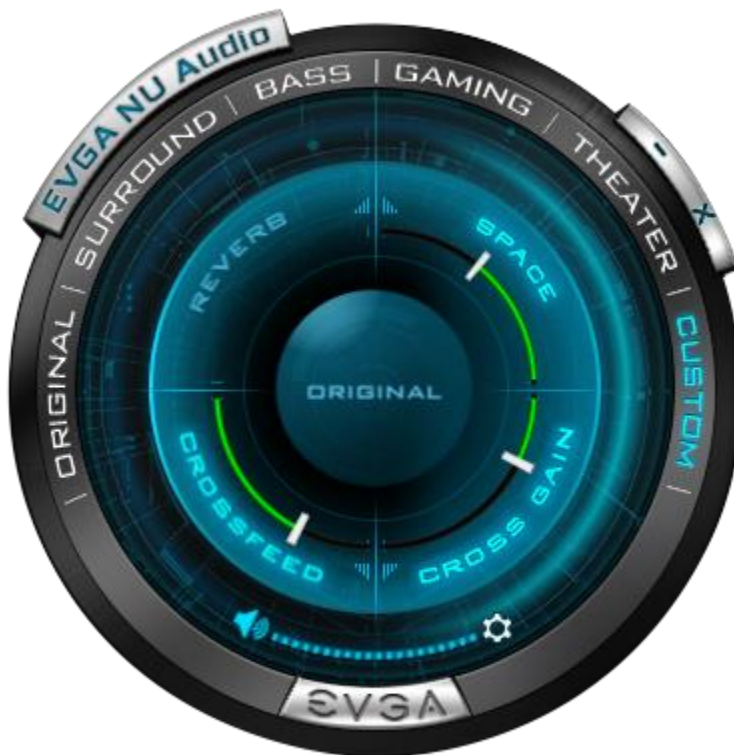 EVGA NU Audio
- X
ORIGINAL | SURROUND | BASS | GAMING | THEATER | CUSTOM |
REVERB
SPACE
ORIGINAL
CROSSFEED
CROSS GAIN
EVGA